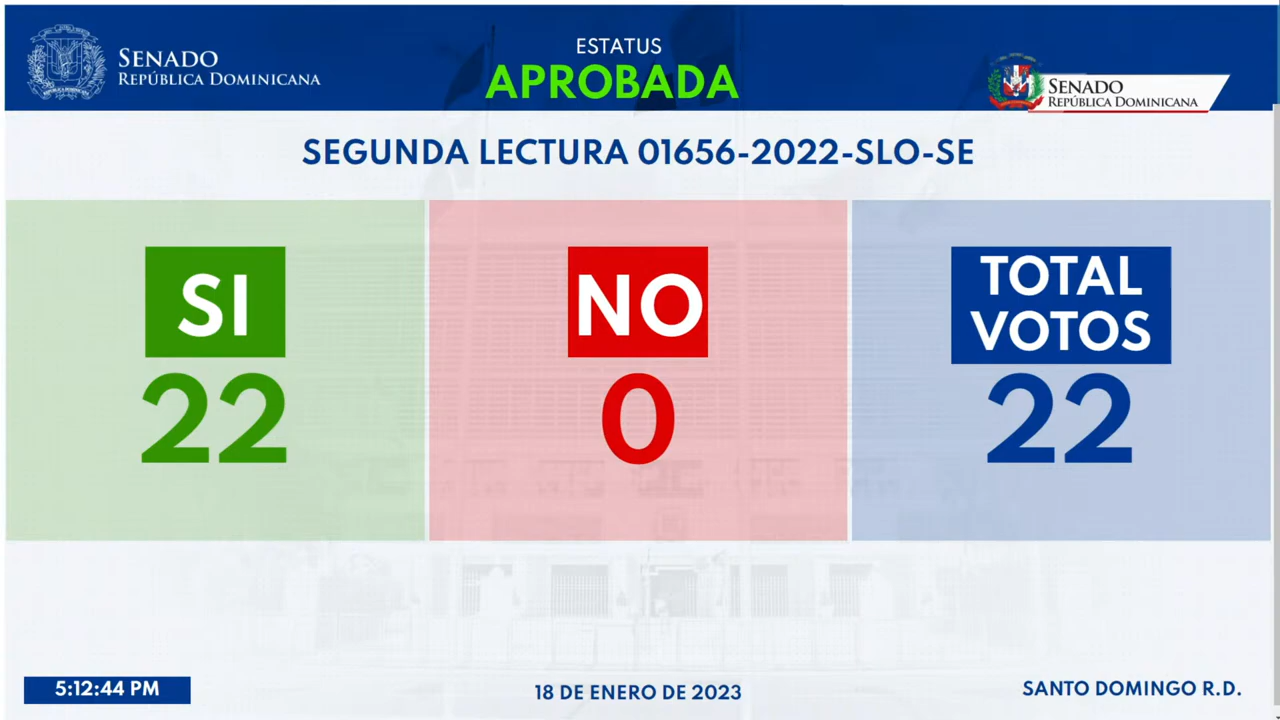 SENADO
REPÚBLICA DOMINICANA
ESTATUS
APROBADA
SENADO
REPÚBLICA DOMINICANA
SEGUNDA LECTURA 01656-2022-SLO-SE
SI
22
NO
0
TOTAL
VOTOS
22
5:12:44 PM
18 DE ENERO DE 2023
SANTO DOMINGO R.D.